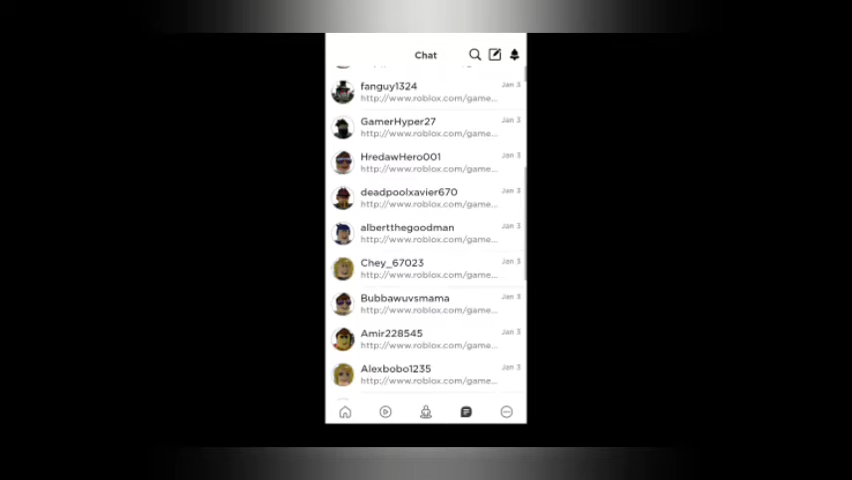 Chat
fanguy1324
Jan 3
http://www.roblox.com/game...
GamerHyper27
Jan 3
http://www.roblox.com/game...
HredawHero001
Jan 3
http://www.roblox.com/game...
deadpoolxavier670
Jan 3
http://www.roblox.com/game...
albertthegoodman
Jan 3
http://www.roblox.com/game...
Chey_67023
Jan 3
http://www.roblox.com/game...
Bubbawuvsmama
Jan 3
http://www.roblox.com/game...
Amir228545
Jan 3
http://www.roblox.com/game...
Alexbobo1235
Jan 3
http://www.roblox.com/game...